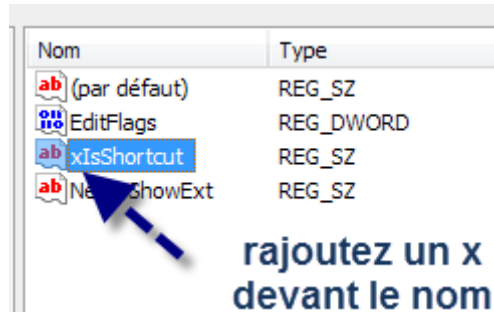 Nom Type
(par défaut) REG_SZ
EditFlags REG_DWORD
xIsShortcut REG_SZ
REG_SZ
rajoutez un x
devant le nom